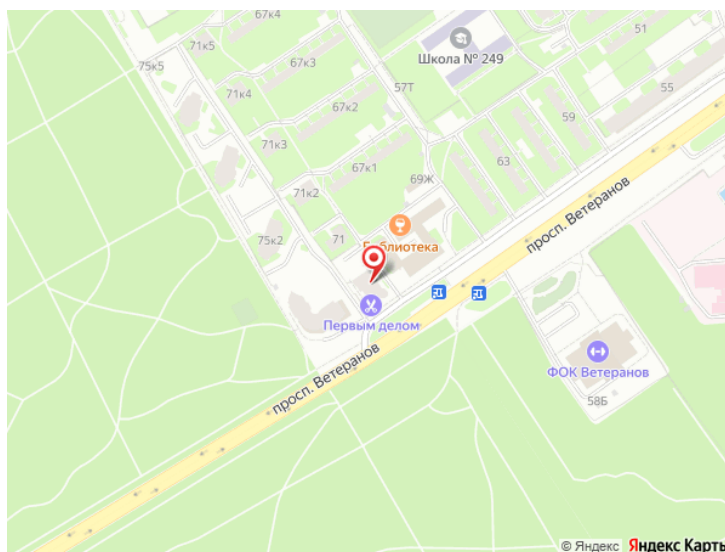 67к4
51
75к5
67к3
Школа № 249
71к4
57Т
55
67к2
59
71к3
67к1
63
69Ж
71к2
просп. Ветеранов
71
Библиотека
75к2
Первым делом
просп. Ветеранов
ФОК Ветеранов
58Б
© Яндекс Яндекс Карты